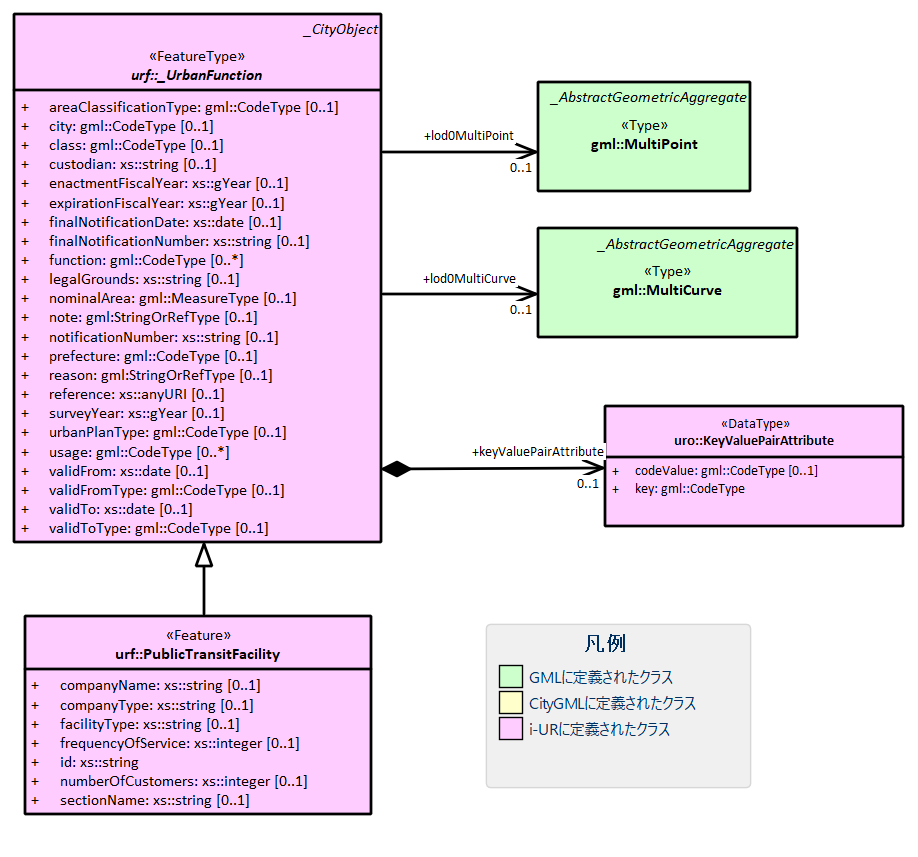 _CityObject
«FeatureType»
urf::_UrbanFunction
+ areaClassificationType: gml::CodeType [0..1]
+ city: gml::CodeType [0..1]
+ class: gml::CodeType [0..1]
+ custodian: xs::string [0..1]
+ enactmentFiscalYear: xs::gYear [0..1]
+ expirationFiscalYear: xs::gYear [0..1]
+ finalNotificationDate: xs::date [0..1]
+ finalNotificationNumber: xs::string [0..1]
+ function: gml::CodeType [0..*]
+ legalGrounds: xs::string [0..1]
+ nominalArea: gml::MeasureType [0..1]
+ note: gml:StringOrRefType [0..1]
+ notificationNumber: xs::string [0..1]
+ prefecture: gml::CodeType [0..1]
+ reason: gml:StringOrRefType [0..1]
+ reference: xs::anyURI [0..1]
+ surveyYear: xs::gYear [0..1]
+ urbanPlanType: gml::CodeType [0..1]
+ usage: gml::CodeType [0..*]
+ validFrom: xs::date [0..1]
+ validFromType: gml::CodeType [0..1]
+ validTo: xs::date [0..1]
+ validToType: gml::CodeType [0..1]
+lod0MultiPoint
0..1
_AbstractGeometricAggregate
«Type»
gml::MultiPoint
+lod0MultiCurve
0..1
_AbstractGeometricAggregate
«Type»
gml::MultiCurve
+keyValuePairAttribute
0..1
«DataType»
uro::KeyValuePairAttribute
+ codeValue: gml::CodeType [0..1]
+ key: gml::CodeType
«Feature»
urf::PublicTransitFacility
+ companyName: xs::string [0..1]
+ companyType: xs::string [0..1]
+ facilityType: xs::string [0..1]
+ frequencyOfService: xs::integer [0..1]
+ id: xs::string
+ numberOfCustomers: xs::integer [0..1]
+ sectionName: xs::string [0..1]
凡例
GMLに定義されたクラス
CityGMLに定義されたクラス
i-URに定義されたクラス